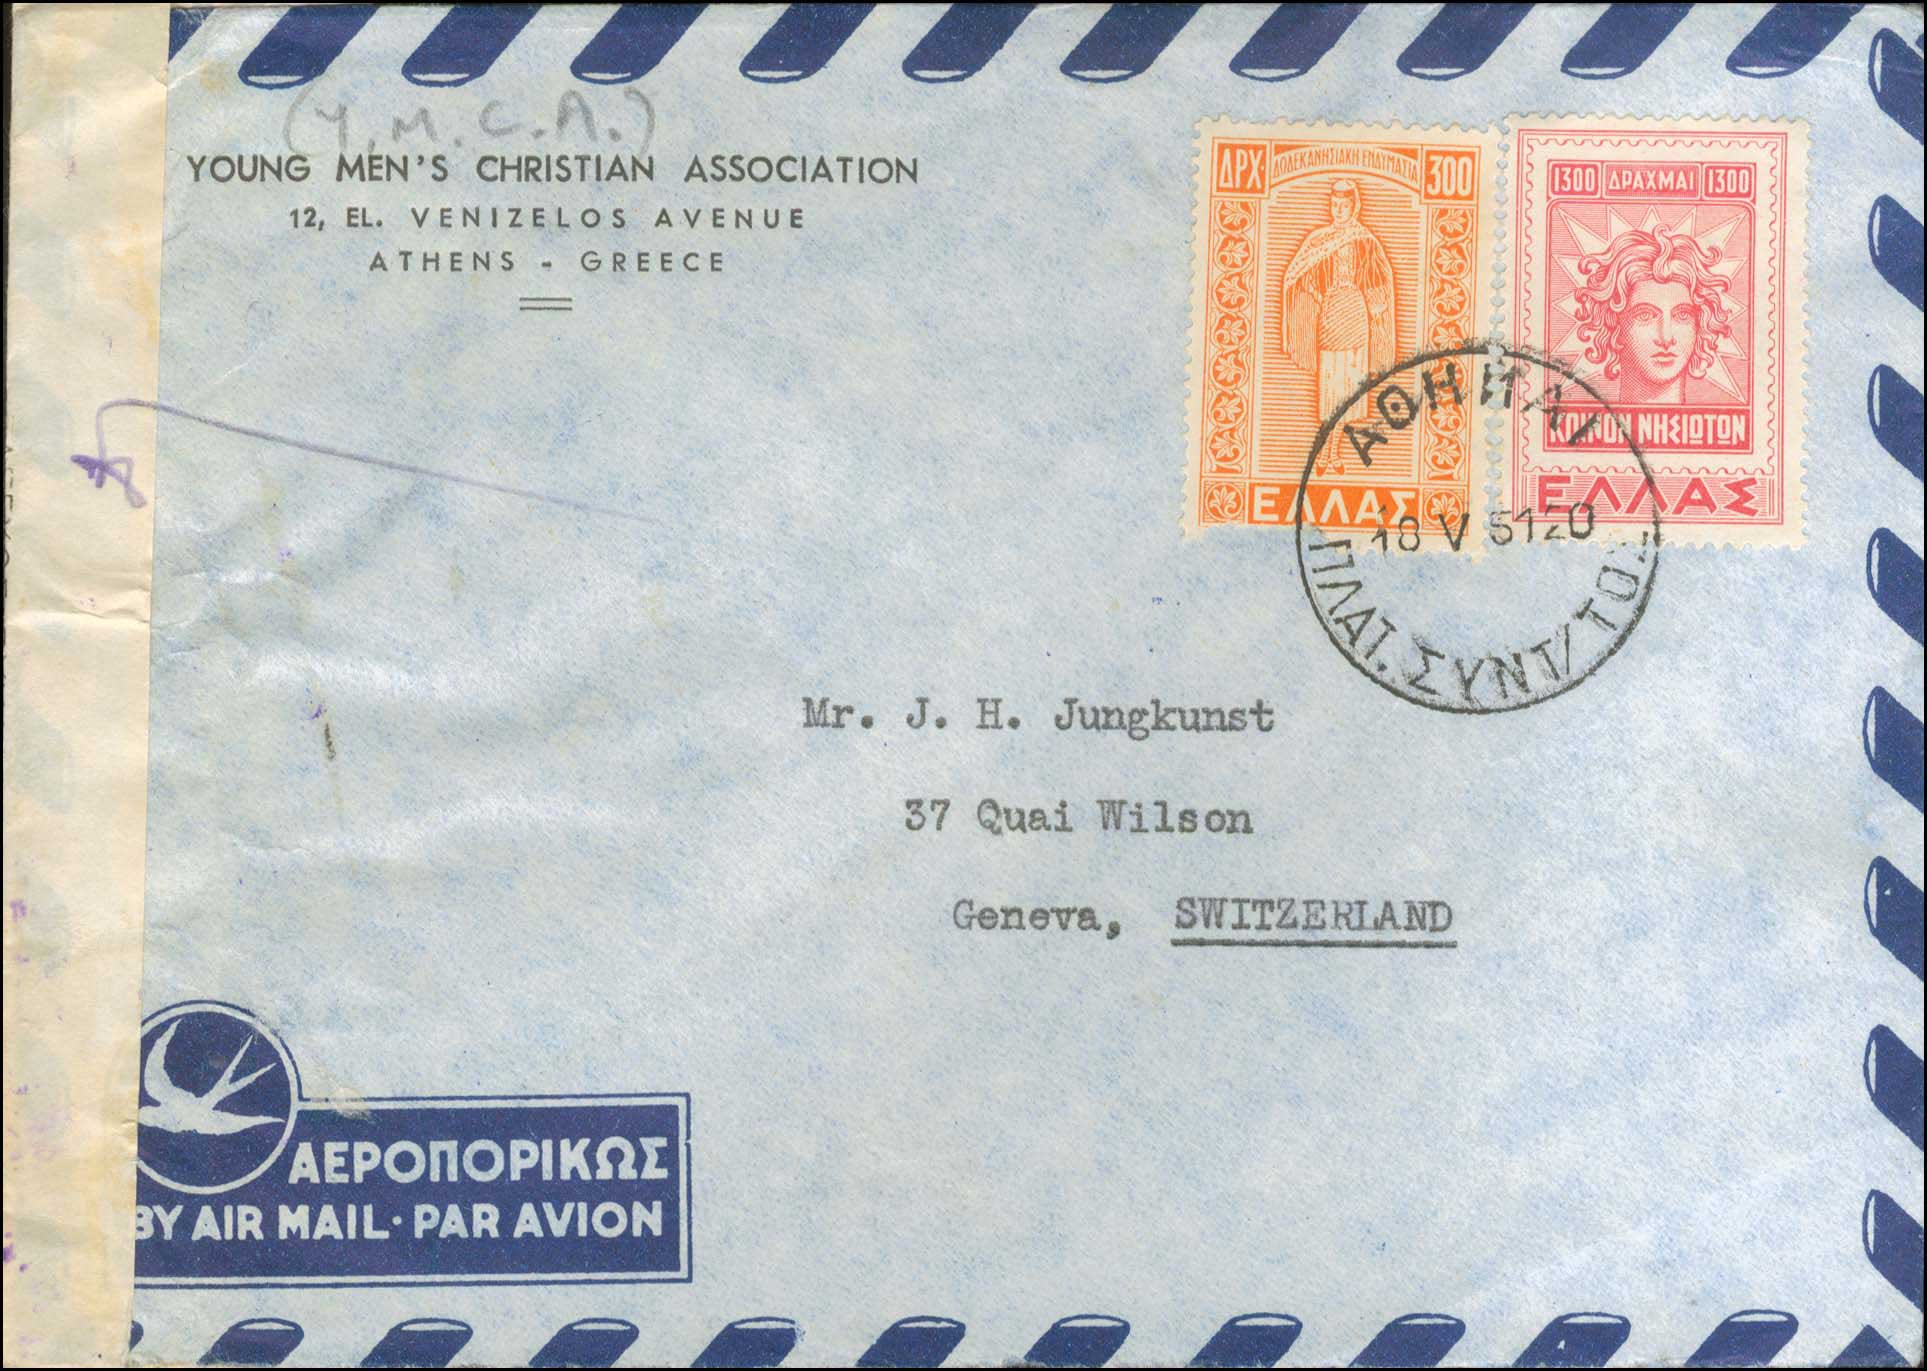 (Y.M.C.A.)
YOUNG MEN'S CHRISTIAN ASSOCIATION
12, EL. VENIZELOS AVENUE
ATHENS - GREECE
ΔΡΧ. ΔΩΔΕΚΑΝΗΣΙΑΚΗ ΕΝΔΥΜΑΣΙΑ 300
ΕΛΛΑΣ
1300 ΔΡΑΧΜΑΙ 1300
ΚΟΙΝΟΝ ΝΗΣΙΩΤΩΝ
ΕΛΛΑΣ
ΑΘΗΝΑΙ
18 V 51 20
ΠΛΑΤ. ΣΥΝΤ/ΤΟΣ
Mr. J. H. Jungkunst
37 Quai Wilson
Geneva, SWITZERLAND
ΑΕΡΟΠΟΡΙΚΩΣ
BY AIR MAIL · PAR AVION